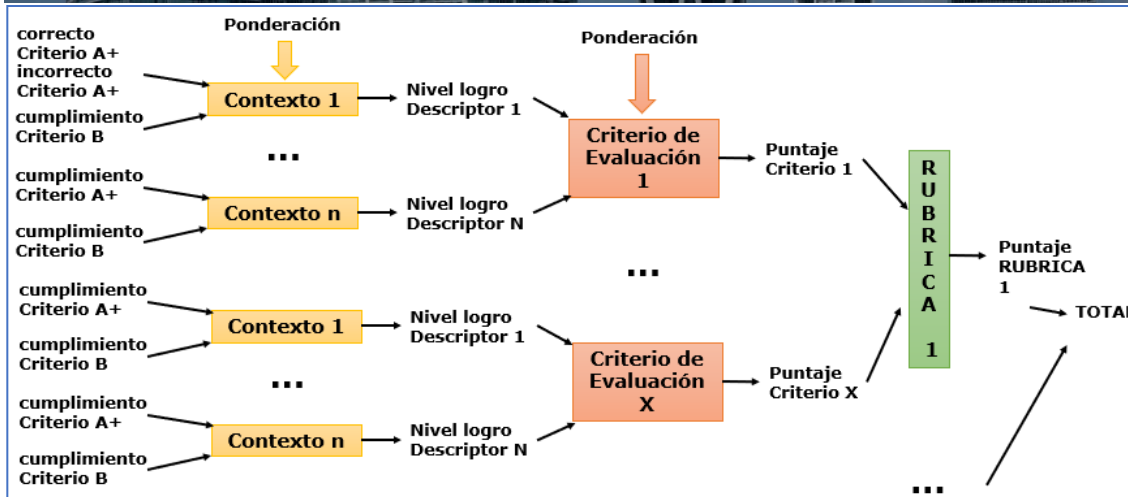 correcto
Criterio A+
incorrecto
Criterio A+
cumplimiento
Criterio B
Ponderación
Contexto 1
Nivel logro
Descriptor 1
...
cumplimiento
Criterio A+
cumplimiento
Criterio B
Contexto n
Nivel logro
Descriptor N
Ponderación
Criterio de
Evaluación
1
Puntaje
Criterio 1
...
cumplimiento
Criterio A+
cumplimiento
Criterio B
Contexto 1
Nivel logro
Descriptor 1
...
cumplimiento
Criterio A+
cumplimiento
Criterio B
Contexto n
Nivel logro
Descriptor N
Criterio de
Evaluación
X
Puntaje
Criterio X
R
U
B
R
I
C
A
1
Puntaje
RUBRICA
1
TOTAL
...